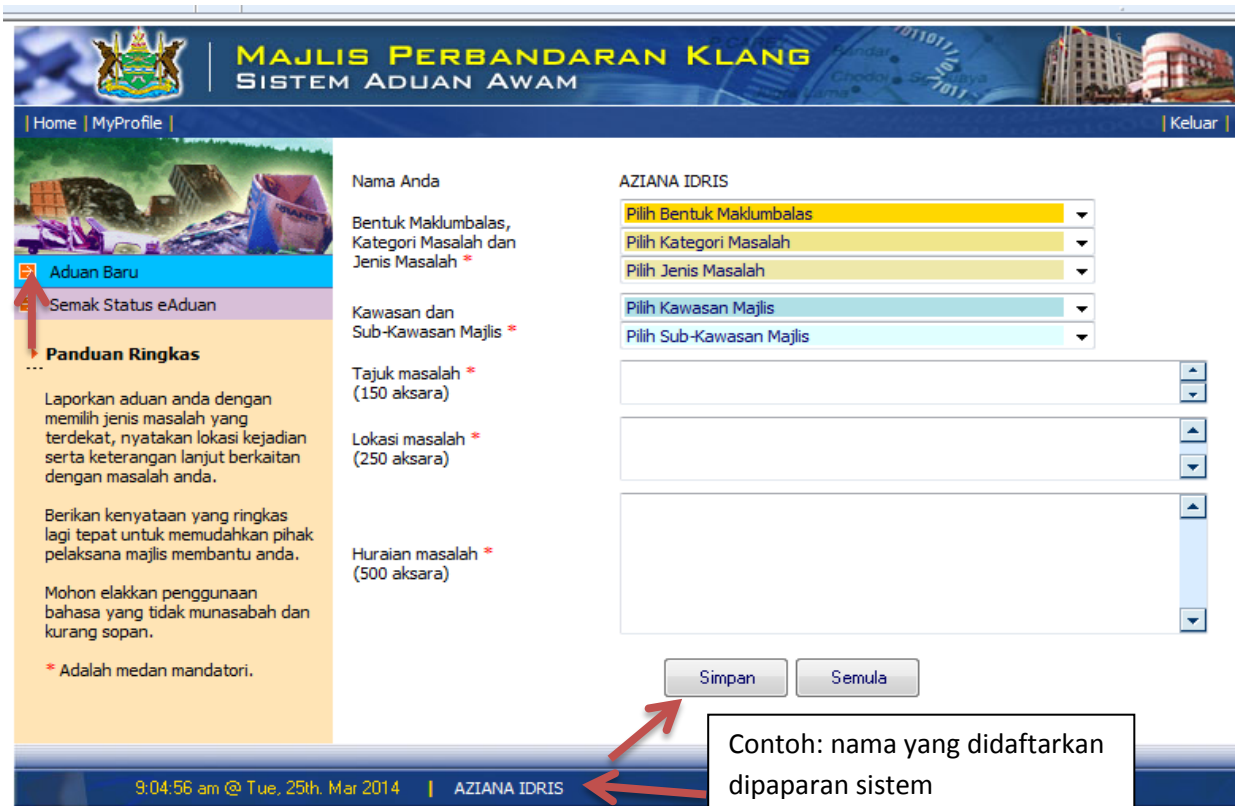 MAJLIS PERBANDARAN KLANG
SISTEM ADUAN AWAM
| Home | MyProfile |
| Keluar |
Nama Anda
AZIANA IDRIS
Bentuk Maklumbalas,
Kategori Masalah dan
Jenis Masalah *
Pilih Bentuk Maklumbalas
Pilih Kategori Masalah
Pilih Jenis Masalah
Kawasan dan
Sub-Kawasan Majlis *
Pilih Kawasan Majlis
Pilih Sub-Kawasan Majlis
Tajuk masalah *
(150 aksara)
Lokasi masalah *
(250 aksara)
Huraian masalah *
(500 aksara)
Simpan
Semula
Aduan Baru
Semak Status eAduan
Panduan Ringkas
Laporkan aduan anda dengan
memilih jenis masalah yang
terdekat, nyatakan lokasi kejadian
serta keterangan lanjut berkaitan
dengan masalah anda.
Berikan kenyataan yang ringkas
lagi tepat untuk memudahkan pihak
pelaksana majlis membantu anda.
Mohon elakkan penggunaan
bahasa yang tidak munasabah dan
kurang sopan.
* Adalah medan mandatori.
Contoh: nama yang didaftarkan
dipaparan sistem
9:04:56 am @ Tue, 25th. Mar 2014 | AZIANA IDRIS